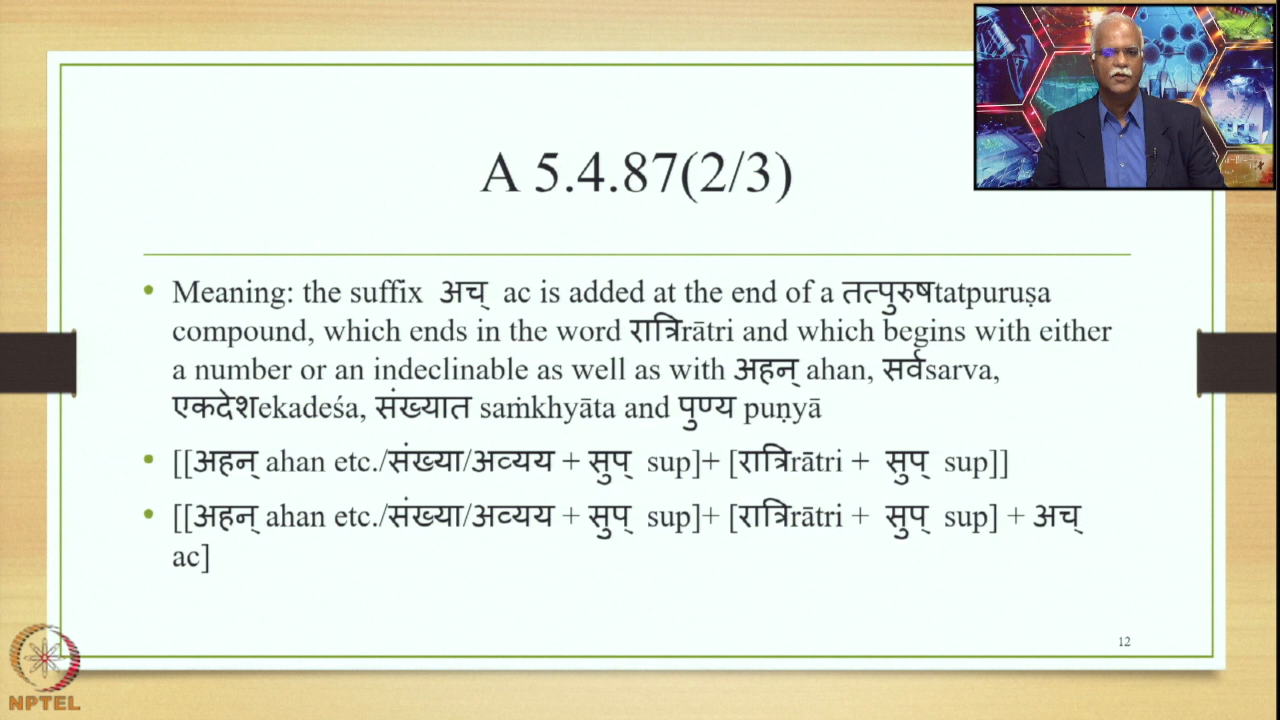 A 5.4.87(2/3)
• Meaning: the suffix अच् ac is added at the end of a तत्पुरुषtatpuruṣa
compound, which ends in the word रात्रिrātri and which begins with either
a number or an indeclinable as well as with अहन् ahan, सर्वsarva,
एकदेशekadeśa, संख्यात saṁkhyāta and पुण्य puṇyā
• [[अहन् ahan etc./संख्या/अव्यय + सुप् sup]+ [रात्रिrātri + सुप् sup]]
• [[अहन् ahan etc./संख्या/अव्यय + सुप् sup]+ [रात्रिrātri + सुप् sup] + अच्
ac]
12
NPTEL